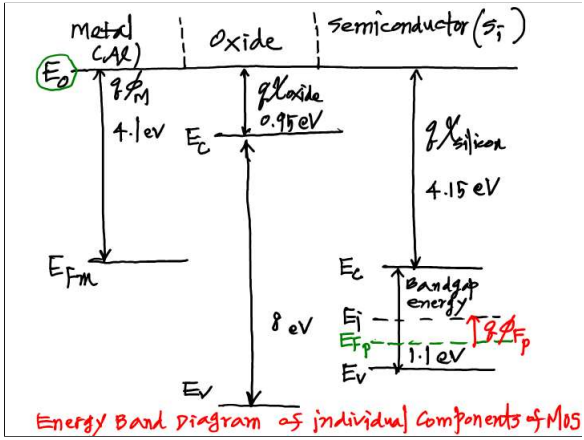 Metal
(Al)
Oxide
Semiconductor (Si)
E₀
qϕM
4.1eV
qχoxide
0.95eV
Ec
qχsilicon
4.15 eV
EFm
Ec
Bandgap
energy
Ei
qϕFp
EFp
8 eV
1.1 eV
Ev
Ev
Energy Band Diagram of individual Components of MOS